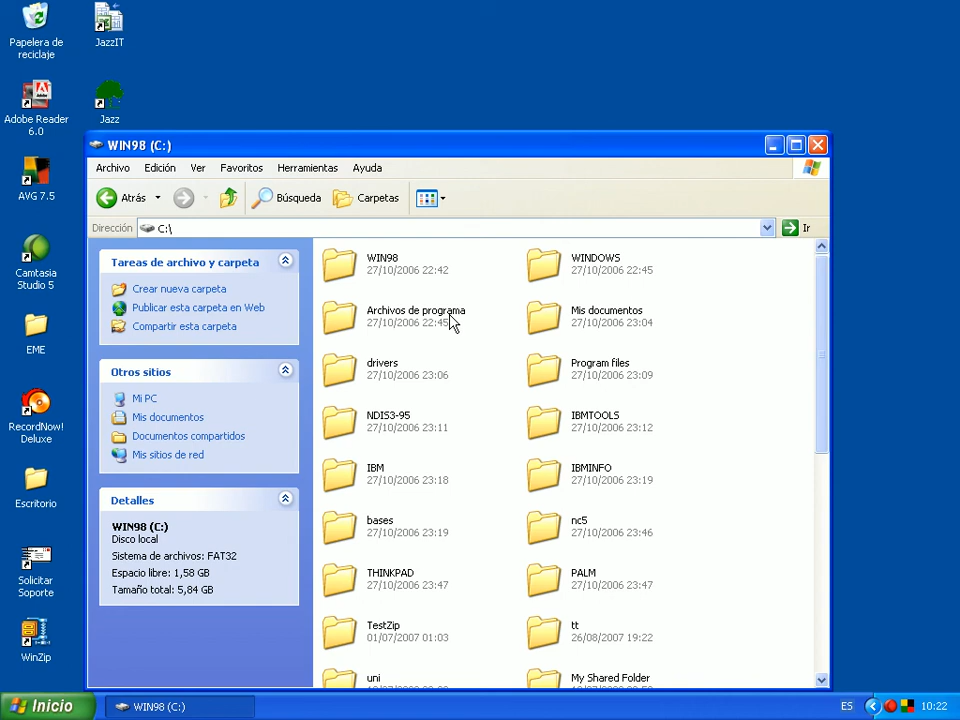 Papelera de
reciclaje
JazzIT
Adobe Reader
6.0
Jazz
AVG 7.5
Camtasia
Studio 5
EME
RecordNow!
Deluxe
Escritorio
Solicitar
Soporte
WinZip
WIN98 (C:)
Archivo Edición Ver Favoritos Herramientas Ayuda
Atrás Búsqueda Carpetas
Dirección C:\ Ir
Tareas de archivo y carpeta
Crear nueva carpeta
Publicar esta carpeta en Web
Compartir esta carpeta
Otros sitios
Mi PC
Mis documentos
Documentos compartidos
Mis sitios de red
Detalles
WIN98 (C:)
Disco local
Sistema de archivos: FAT32
Espacio libre: 1,58 GB
Tamaño total: 5,84 GB
WIN98 WINDOWS
27/10/2006 22:42 27/10/2006 22:45
Archivos de programa Mis documentos
27/10/2006 22:45 27/10/2006 23:04
drivers Program files
27/10/2006 23:06 27/10/2006 23:09
NDIS3-95 IBMTOOLS
27/10/2006 23:11 27/10/2006 23:12
IBM IBMINFO
27/10/2006 23:18 27/10/2006 23:19
bases nc5
27/10/2006 23:19 27/10/2006 23:46
THINKPAD PALM
27/10/2006 23:47 27/10/2006 23:47
TestZip tt
01/07/2007 01:03 26/08/2007 19:22
uni My Shared Folder
Inicio WIN98 (C:) ES 10:22